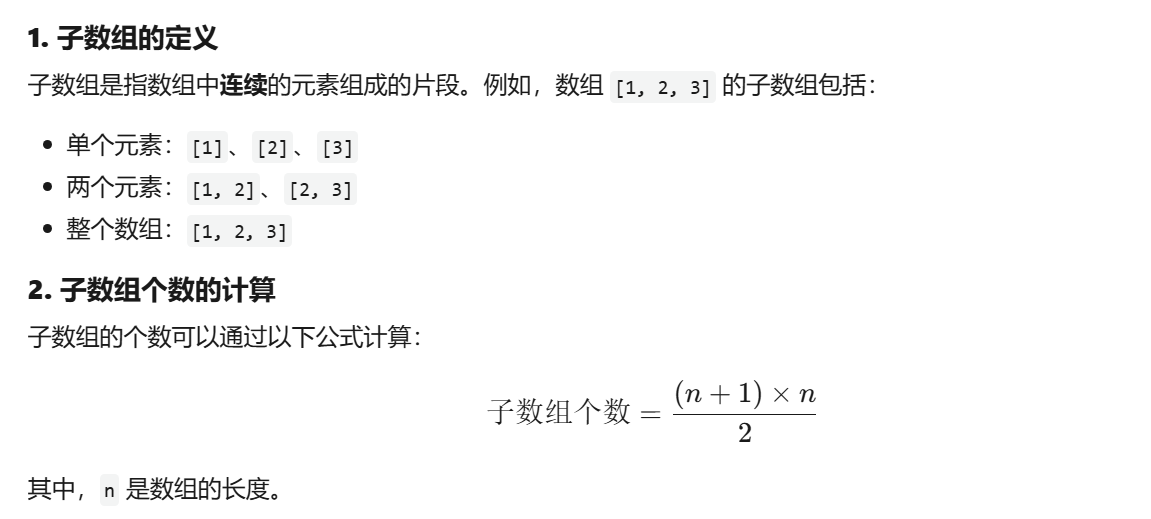 1. 子数组的定义
子数组是指数组中连续的元素组成的片段。例如，数组 [1, 2, 3] 的子数组包括：
• 单个元素：[1]、[2]、[3]
• 两个元素：[1, 2]、[2, 3]
• 整个数组：[1, 2, 3]
2. 子数组个数的计算
子数组的个数可以通过以下公式计算：
子数组个数 = \frac{(n + 1) × n}{2}
其中，n 是数组的长度。